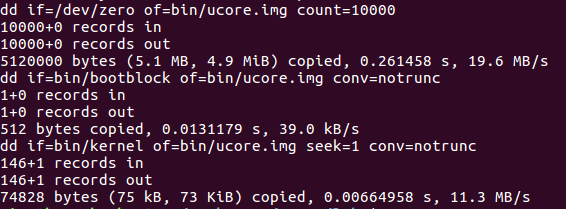 dd if=/dev/zero of=bin/ucore.img count=10000
10000+0 records in
10000+0 records out
5120000 bytes (5.1 MB, 4.9 MiB) copied, 0.261458 s, 19.6 MB/s
dd if=bin/bootblock of=bin/ucore.img conv=notrunc
1+0 records in
1+0 records out
512 bytes copied, 0.0131179 s, 39.0 kB/s
dd if=bin/kernel of=bin/ucore.img seek=1 conv=notrunc
146+1 records in
146+1 records out
74828 bytes (75 kB, 73 KiB) copied, 0.00664958 s, 11.3 MB/s